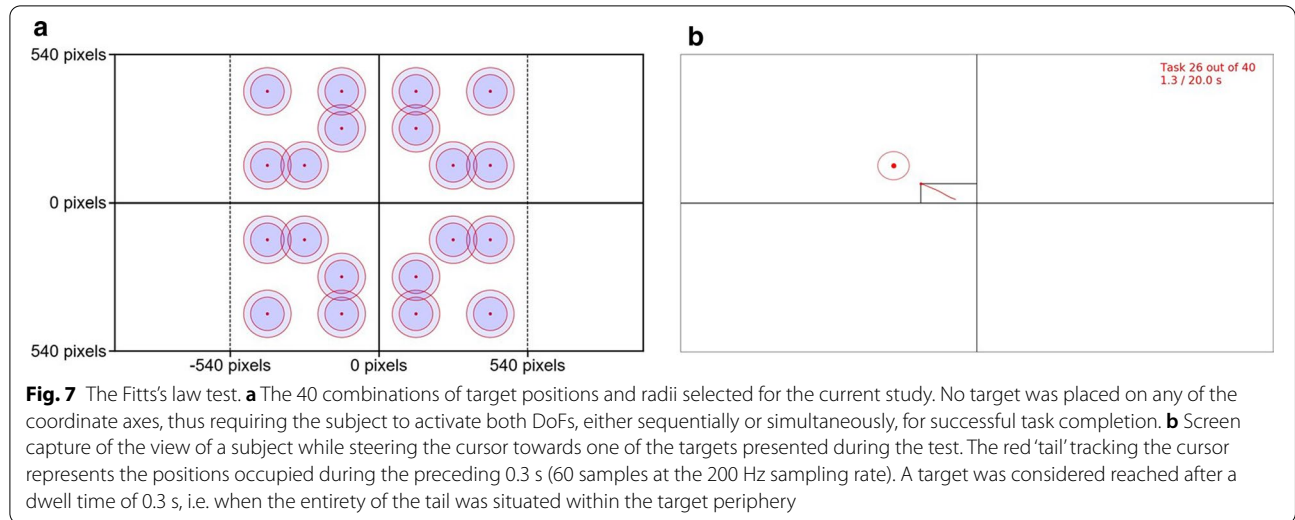 a
540 pixels
0 pixels
540 pixels
-540 pixels
0 pixels
540 pixels
b
Task 26 out of 40
1.3 / 20.0 s
Fig. 7 The Fitts's law test. a The 40 combinations of target positions and radii selected for the current study. No target was placed on any of the
coordinate axes, thus requiring the subject to activate both DoFs, either sequentially or simultaneously, for successful task completion. b Screen
capture of the view of a subject while steering the cursor towards one of the targets presented during the test. The red ‘tail’ tracking the cursor
represents the positions occupied during the preceding 0.3 s (60 samples at the 200 Hz sampling rate). A target was considered reached after a
dwell time of 0.3 s, i.e. when the entirety of the tail was situated within the target periphery